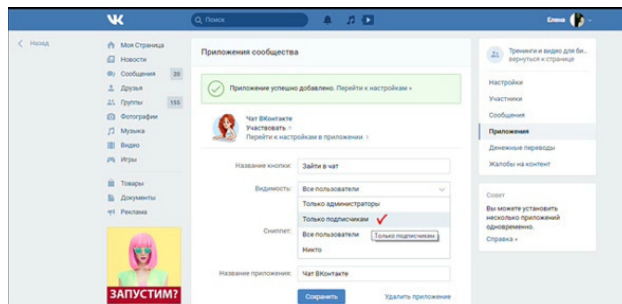 Поиск
Елена
Назад
Моя Страница
Новости
Сообщения 20
Друзья
Группы 155
Фотографии
Музыка
Видео
Игры
Товары
Документы
Реклама
ЗАПУСТИМ?
Приложения сообщества
Приложение успешно добавлено. Перейти к настройкам »
Чат ВКонтакте
Участвовать
Перейти к настройкам в приложении
Название кнопки: Зайти в чат
Видимость: Все пользователи
Только администраторы
Только подписчикам
Сниппет: Все пользователи Только подписчикам
Никто
Название приложения: Чат ВКонтакте
Сохранить Удалить приложение
Тренинги и видео для би...
вернуться к странице
Настройки
Участники
Сообщения
Приложения
Денежные переводы
Жалобы на контент
Совет
Вы можете установить
несколько приложений
одновременно.
Справка »